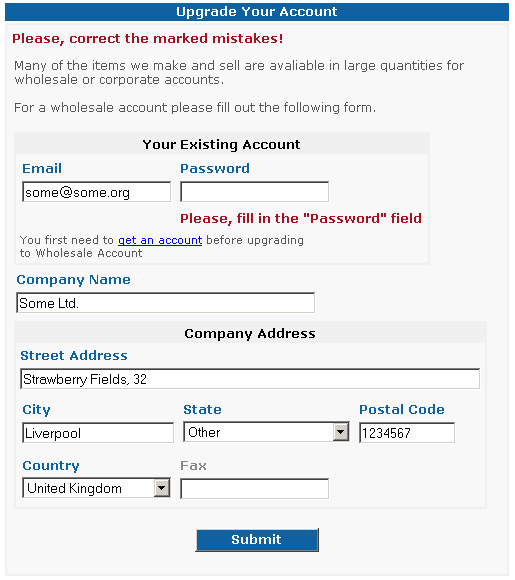 Upgrade Your Account
Please, correct the marked mistakes!
Many of the items we make and sell are avaliable in large quantities for
wholesale or corporate accounts.
For a wholesale account please fill out the following form.
Your Existing Account
Email Password
some@some.org
Please, fill in the "Password" field
You first need to get an account before upgrading
to Wholesale Account
Company Name
Some Ltd.
Company Address
Street Address
Strawberry Fields, 32
City State Postal Code
Liverpool Other 1234567
Country Fax
United Kingdom
Submit